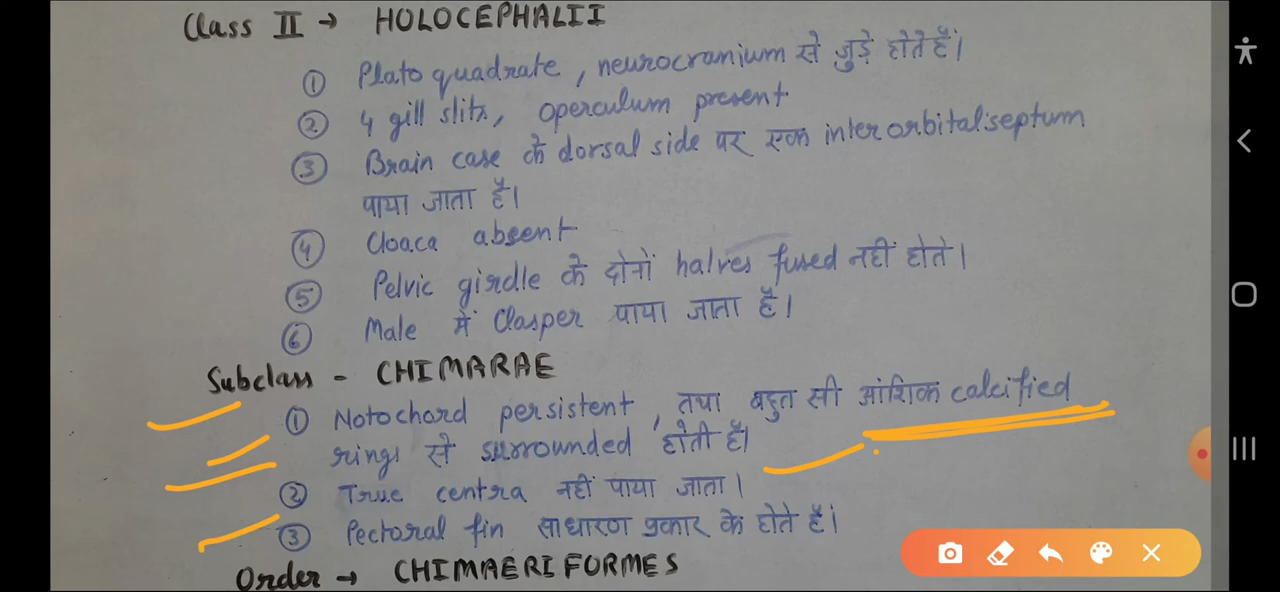 Class II → HOLOCEPHALII
① Plato quadrate, neurocranium से जुड़े होते हैं।
② 4 gill slits, operculum present
③ Brain case के dorsal side पर एक interorbital septum
पाया जाता है।
④ Cloaca absent
⑤ Pelvic girdle के दोनों halves fused नहीं होते।
⑥ Male में Clasper पाया जाता है।
Subclass - CHIMARAE
① Notochord persistent, तथा बहुत सी आंशिक calcified
rings से surrounded होती है।
② True centra नहीं पाया जाता।
③ Pectoral fin साधारण प्रकार के होते हैं।
Order → CHIMAERIFORMES